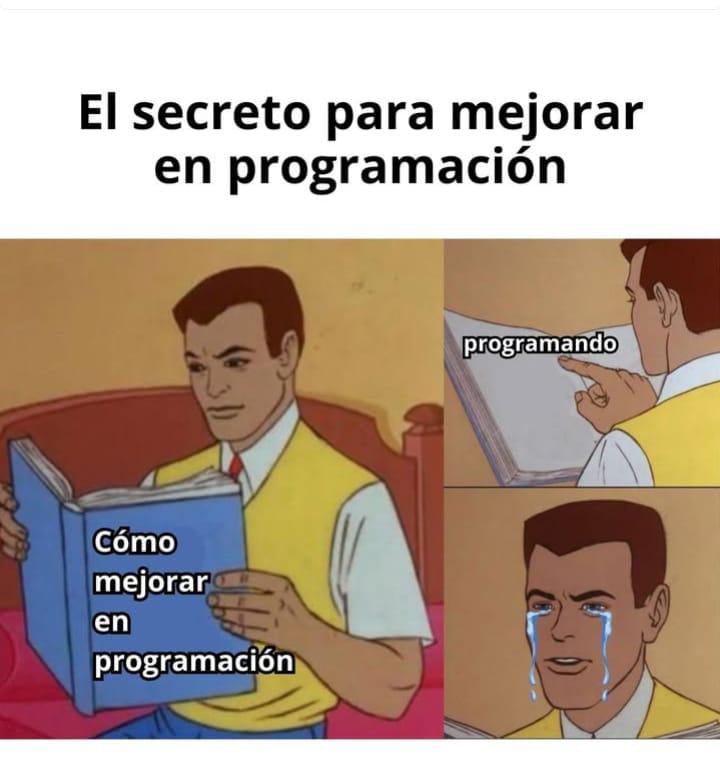 El secreto para mejorar
en programación
Cómo
mejorar
en
programación
programando